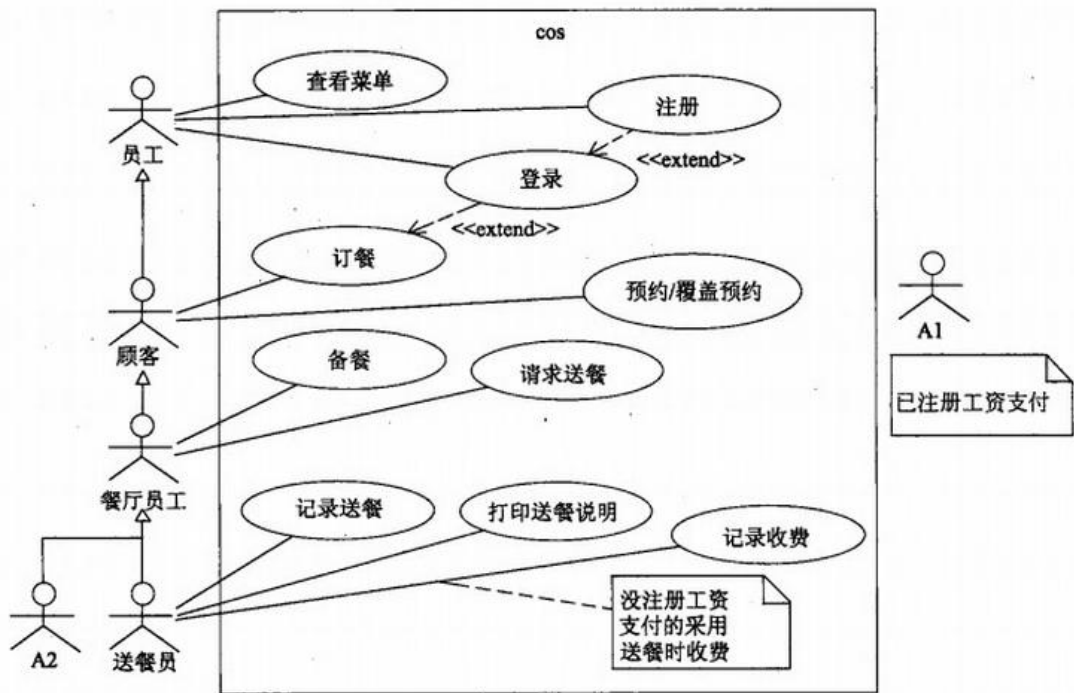 cos
查看菜单
注册
员工
<<extend>>
登录
<<extend>>
订餐
预约/覆盖预约
A1
顾客
备餐
请求送餐
已注册工资支付
餐厅员工
记录送餐
打印送餐说明
记录收费
没注册工资
支付的采用
送餐时收费
A2
送餐员